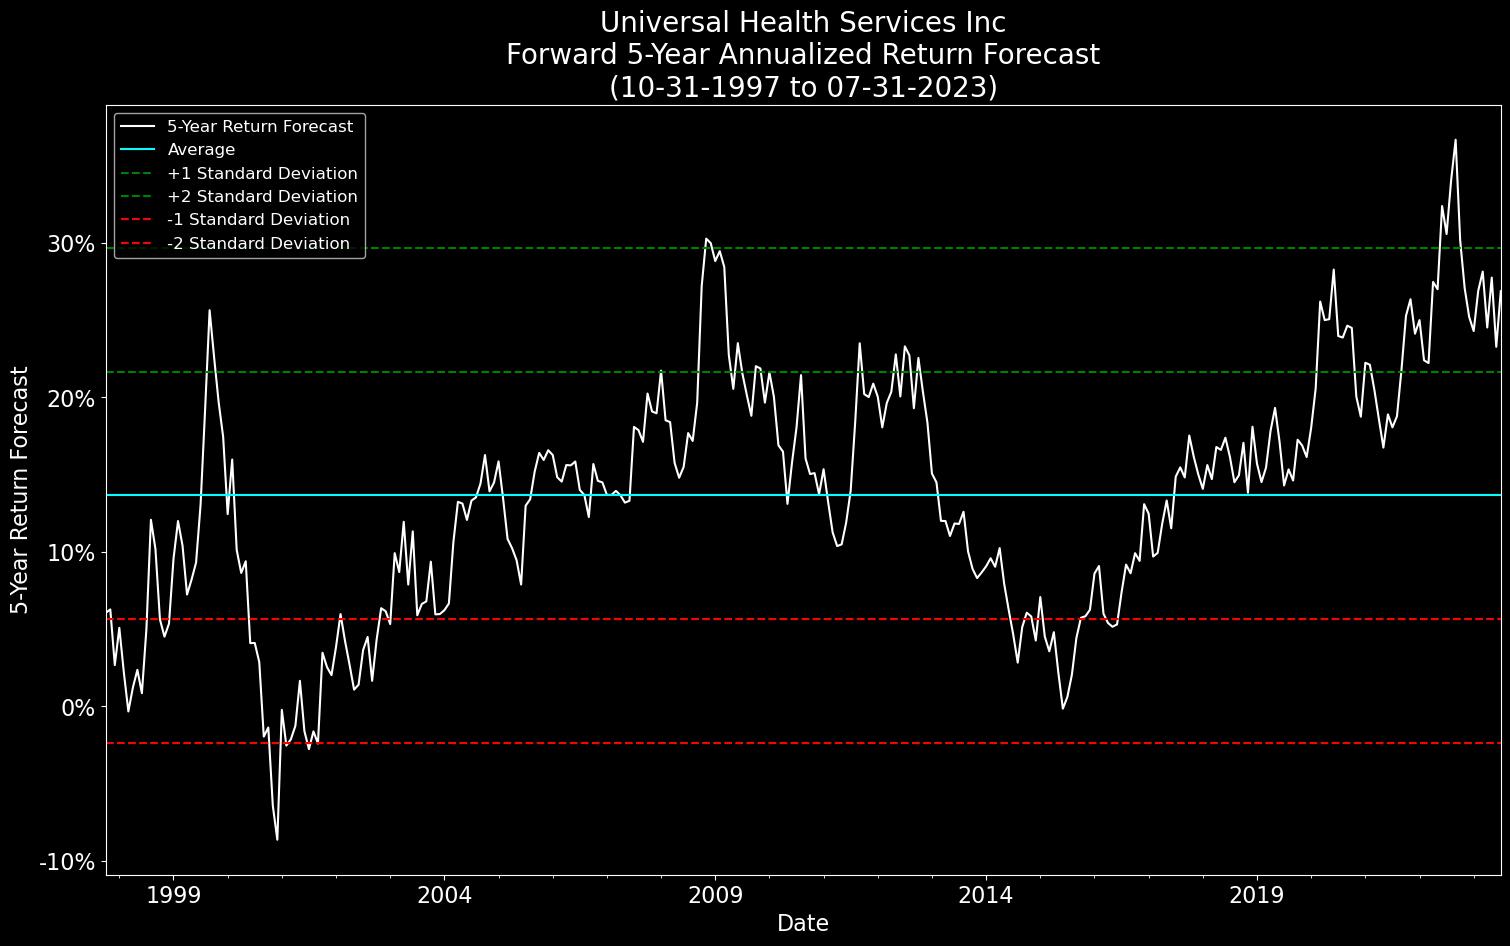 Universal Health Services Inc
Forward 5-Year Annualized Return Forecast
(10-31-1997 to 07-31-2023)
5-Year Return Forecast
Average
+1 Standard Deviation
+2 Standard Deviation
-1 Standard Deviation
-2 Standard Deviation
5-Year Return Forecast
30%
20%
10%
0%
-10%
1999
2004
2009
2014
2019
Date